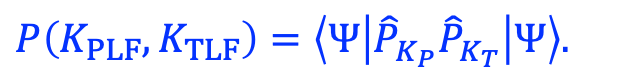 P(K_PLF, K_TLF) = ⟨Ψ|P̂_{K_P} P̂_{K_T}|Ψ⟩.